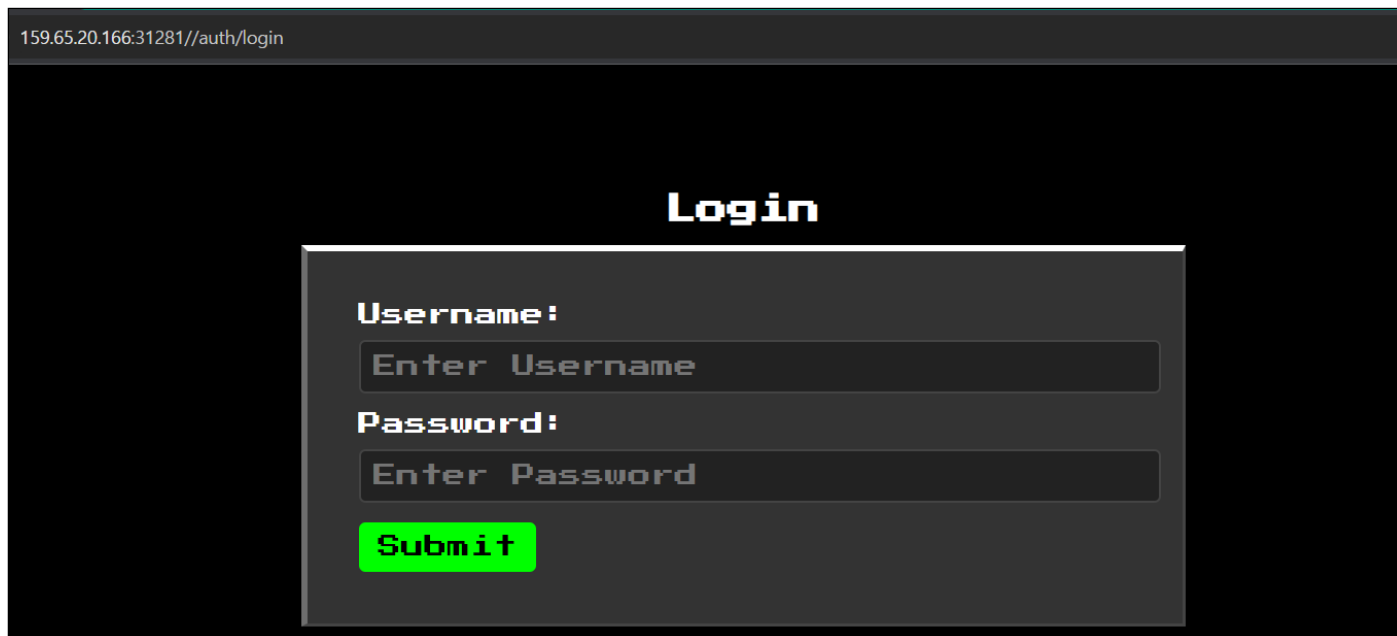 159.65.20.166:31281//auth/login
Login
Username:
Enter Username
Password:
Enter Password
Submit